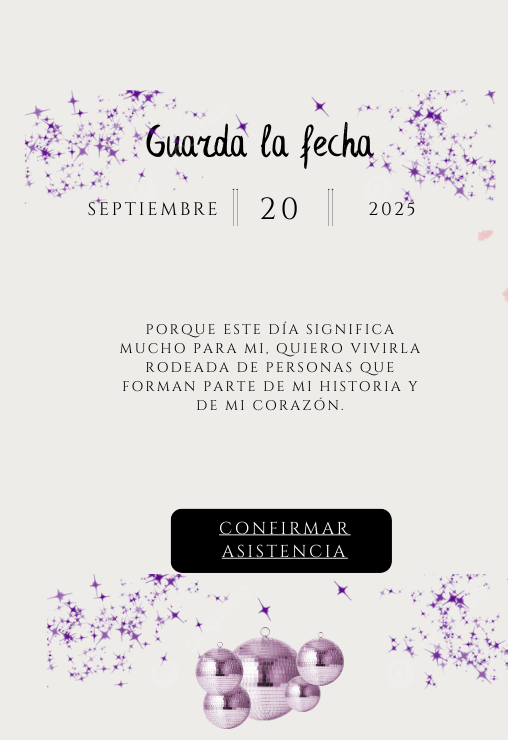 Guarda la fecha
SEPTIEMBRE 20 2025
PORQUE ESTE DÍA SIGNIFICA
MUCHO PARA MI, QUIERO VIVIRLA
RODEADA DE PERSONAS QUE
FORMAN PARTE DE MI HISTORIA Y
DE MI CORAZÓN.
CONFIRMAR
ASISTENCIA